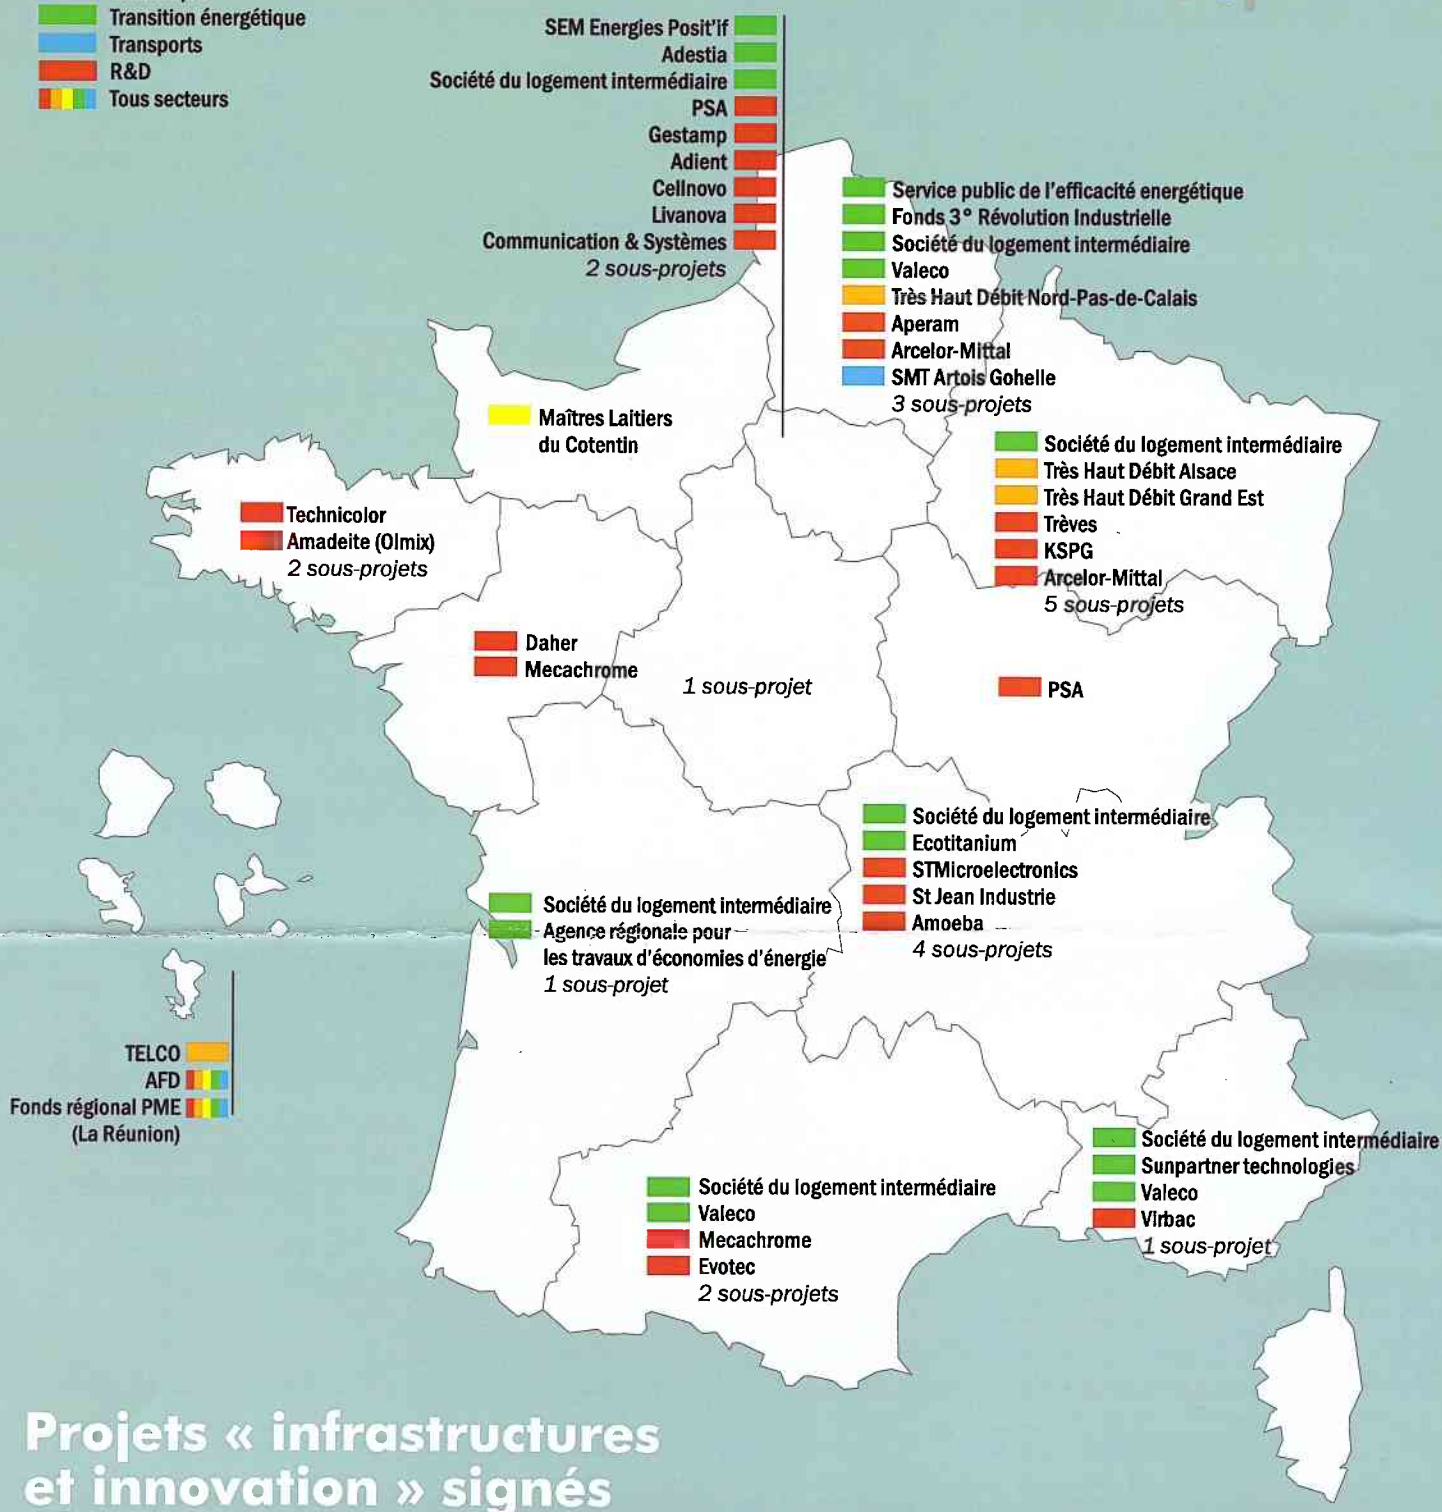 Transition énergétique
Transports
R&D
Tous secteurs
SEM Energies Posit'if
Adestia
Société du logement intermédiaire
PSA
Gestamp
Adient
Cellnovo
Livanova
Communication & Systèmes
2 sous-projets
Service public de l'efficacité energétique
Fonds 3° Révolution Industrielle
Société du logement intermédiaire
Valeco
Très Haut Débit Nord-Pas-de-Calais
Aperam
Arcelor-Mittal
SMT Artois Gohelle
3 sous-projets
Maîtres Laitiers
du Cotentin
Société du logement intermédiaire
Très Haut Débit Alsace
Très Haut Débit Grand Est
Trèves
KSPG
Arcelor-Mittal
5 sous-projets
Technicolor
Amadeite (Olmix)
2 sous-projets
Daher
Mecachrome
1 sous-projet
PSA
Société du logement intermédiaire
Ecotitanium
STMicroelectronics
St Jean Industrie
Amoeba
4 sous-projets
Société du logement intermédiaire
Agence régionale pour
les travaux d'économies d'énergie
1 sous-projet
TELCO
AFD
Fonds régional PME
(La Réunion)
Société du logement intermédiaire
Sunpartner technologies
Valeco
Virbac
1 sous-projet
Société du logement intermédiaire
Valeco
Mecachrome
Evotec
2 sous-projets
Projets « infrastructures
et innovation » signés